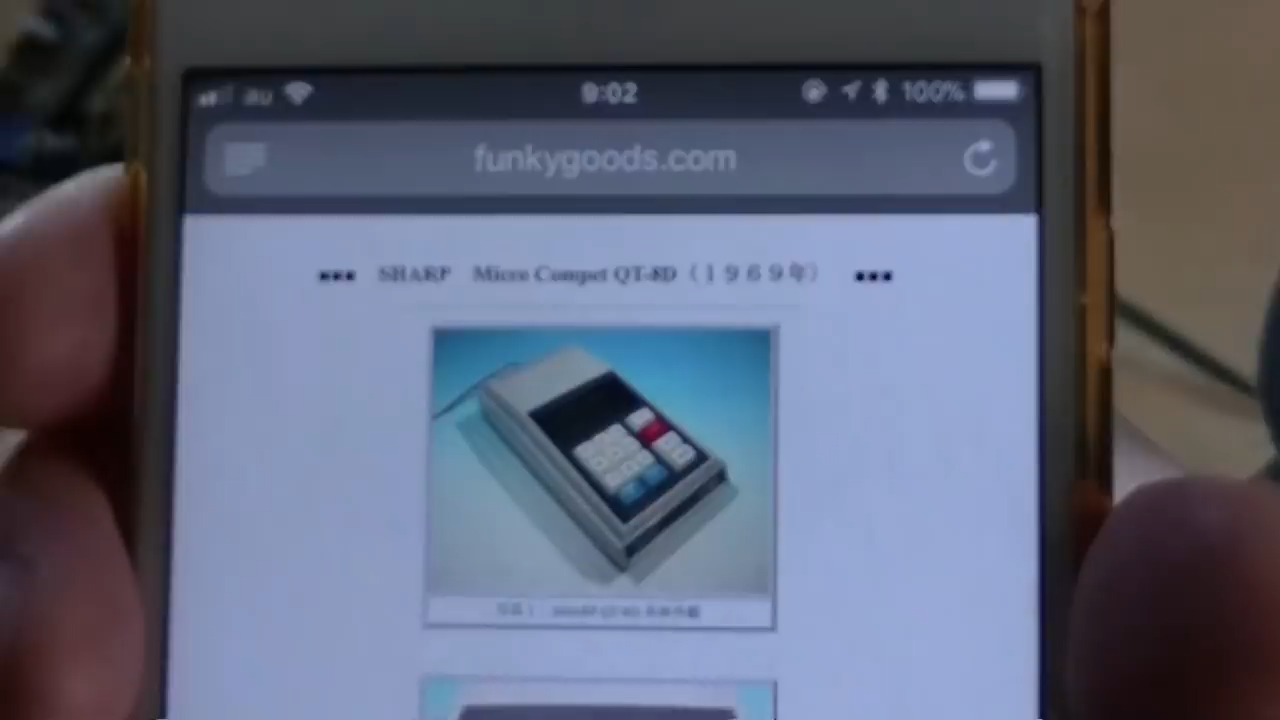 au 9:02 100%
funkygoods.com
▪▪▪ SHARP Micro Compet QT-8D（１９６９年） ▪▪▪